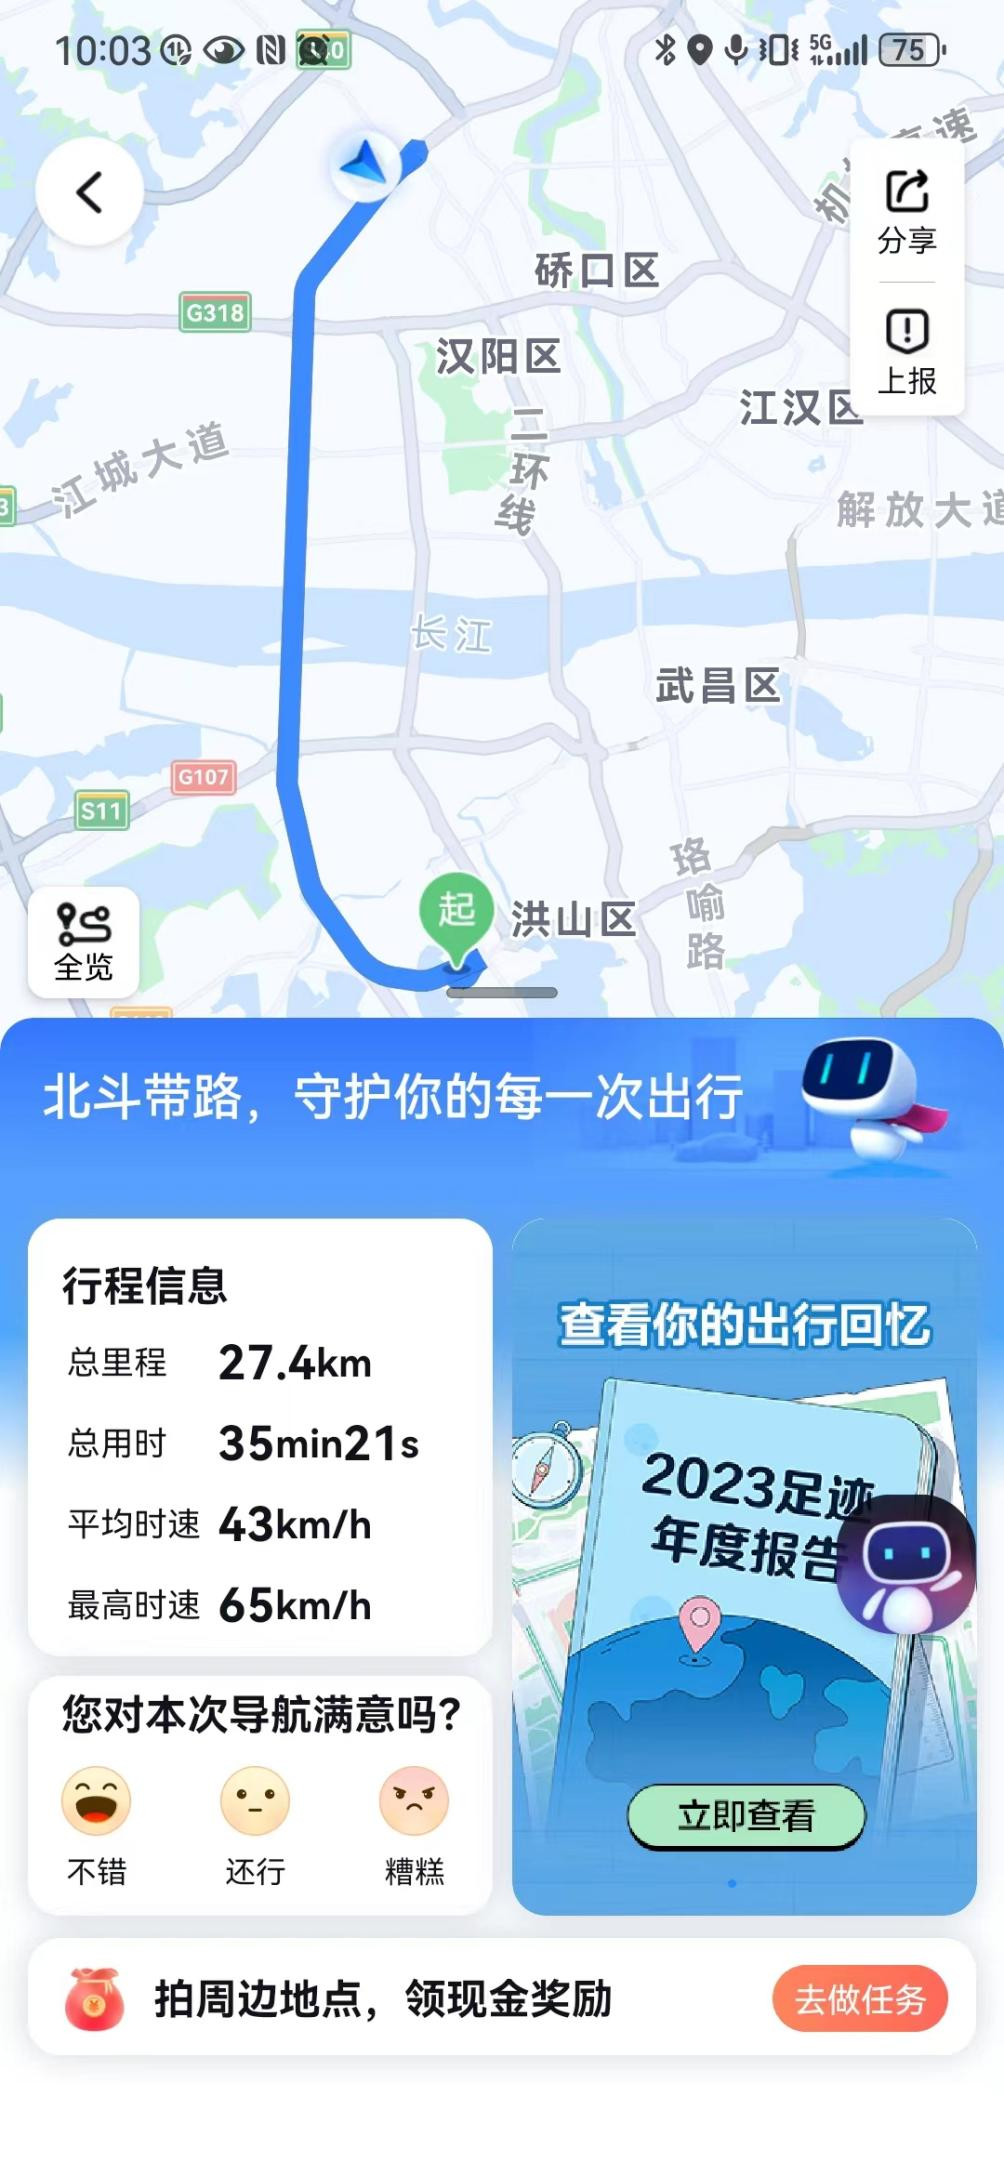 10:03
5G
75
机
高速
分享
硚口区
G318
汉阳区
上报
江汉区
江城大道
二环线
解放大道
3
长江
武昌区
G107
S11
珞喻路
起
洪山区
全览
北斗带路，守护你的每一次出行
行程信息
总里程 27.4km
总用时 35min21s
平均时速 43km/h
最高时速 65km/h
查看你的出行回忆
2023足迹
年度报告
立即查看
您对本次导航满意吗？
不错 还行 糟糕
拍周边地点，领现金奖励
去做任务